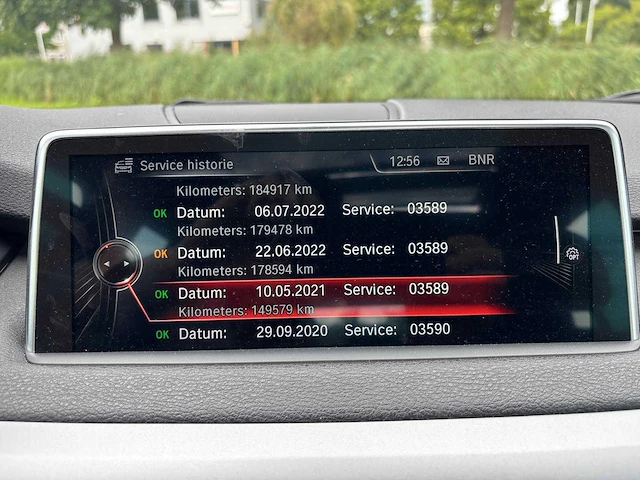 Service historie 12:56 BNR
Kilometers: 184917 km
OK Datum: 06.07.2022 Service: 03589
Kilometers: 179478 km
OK Datum: 22.06.2022 Service: 03589
Kilometers: 178594 km
OK Datum: 10.05.2021 Service: 03589
Kilometers: 149579 km
OK Datum: 29.09.2020 Service: 03590
OPT